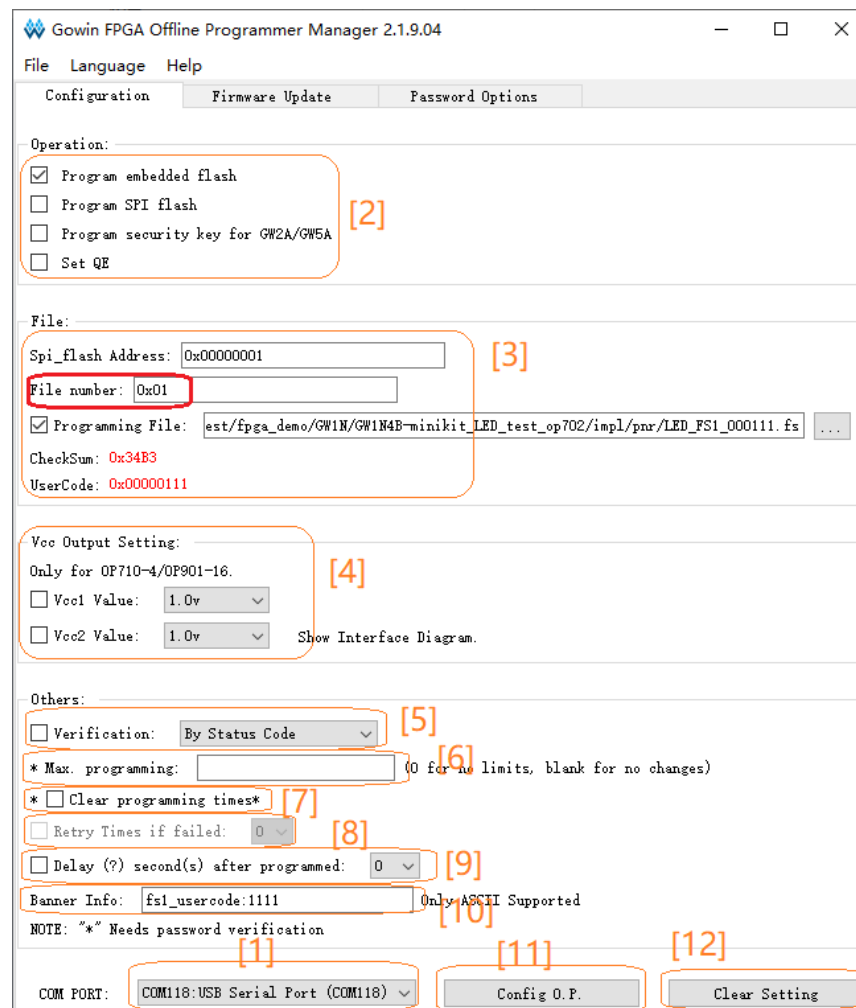 Gowin FPGA Offline Programmer Manager 2.1.9.04
File Language Help
Configuration Firmware Update Password Options
Operation:
Program embedded flash
Program SPI flash
[2]
Program security key for GW2A/GW5A
Set QE
File:
Spi_flash Address: 0x00000001
[3]
File number: 0x01
Programming File: est/fpga_demo/GW1N/GW1N4B-minikit_LED_test_op702/impl/pnr/LED_FS1_000111.fs ...
CheckSum: 0x34B3
UserCode: 0x00000111
Vcc Output Setting:
Only for OP710-4/OP901-16.
[4]
Vcc1 Value: 1.0v
Vcc2 Value: 1.0v Show Interface Diagram.
Others:
[5]
Verification: By Status Code
[6]
* Max. programming: (0 for no limits, blank for no changes)
* Clear programming times* [7]
Retry Times if failed: 0 [8]
Delay (?) second(s) after programmed: 0 [9]
Banner Info: fs1_usercode:1111 Only ASCII Supported
[10]
NOTE: "*" Needs password verification
[1] [11] [12]
COM PORT: COM118:USB Serial Port (COM118) Config O.P. Clear Setting